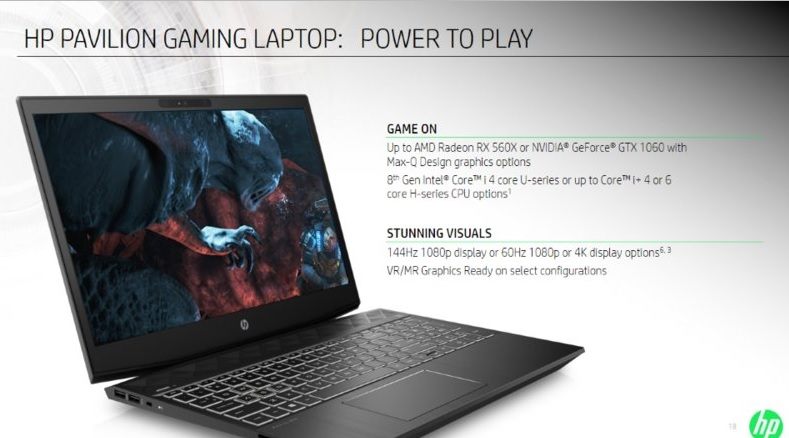 HP PAVILION GAMING LAPTOP: POWER TO PLAY
GAME ON
Up to AMD Radeon RX 560X or NVIDIA® GeForce® GTX 1060 with
Max-Q Design graphics options
8th Gen Intel® Core™ i 4 core U-series or up to Core™ i+ 4 or 6
core H-series CPU options¹
STUNNING VISUALS
144Hz 1080p display or 60Hz 1080p or 4K display options⁶·³
VR/MR Graphics Ready on select configurations
hp
18
hp